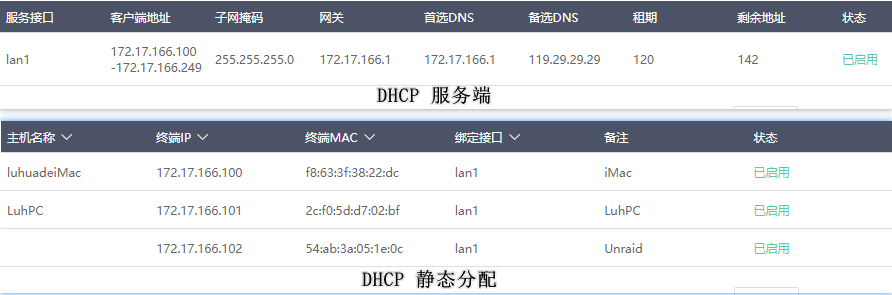 服务接口 客户端地址 子网掩码 网关 首选DNS 备选DNS 租期 剩余地址 状态
lan1 172.17.166.100 -172.17.166.249 255.255.255.0 172.17.166.1 172.17.166.1 119.29.29.29 120 142 已启用
DHCP 服务端
主机名称 终端IP 终端MAC 绑定接口 备注 状态
luhuadeiMac 172.17.166.100 f8:63:3f:38:22:dc lan1 iMac 已启用
LuhPC 172.17.166.101 2c:f0:5d:d7:02:bf lan1 LuhPC 已启用
172.17.166.102 54:ab:3a:05:1e:0c lan1 Unraid 已启用
DHCP 静态分配